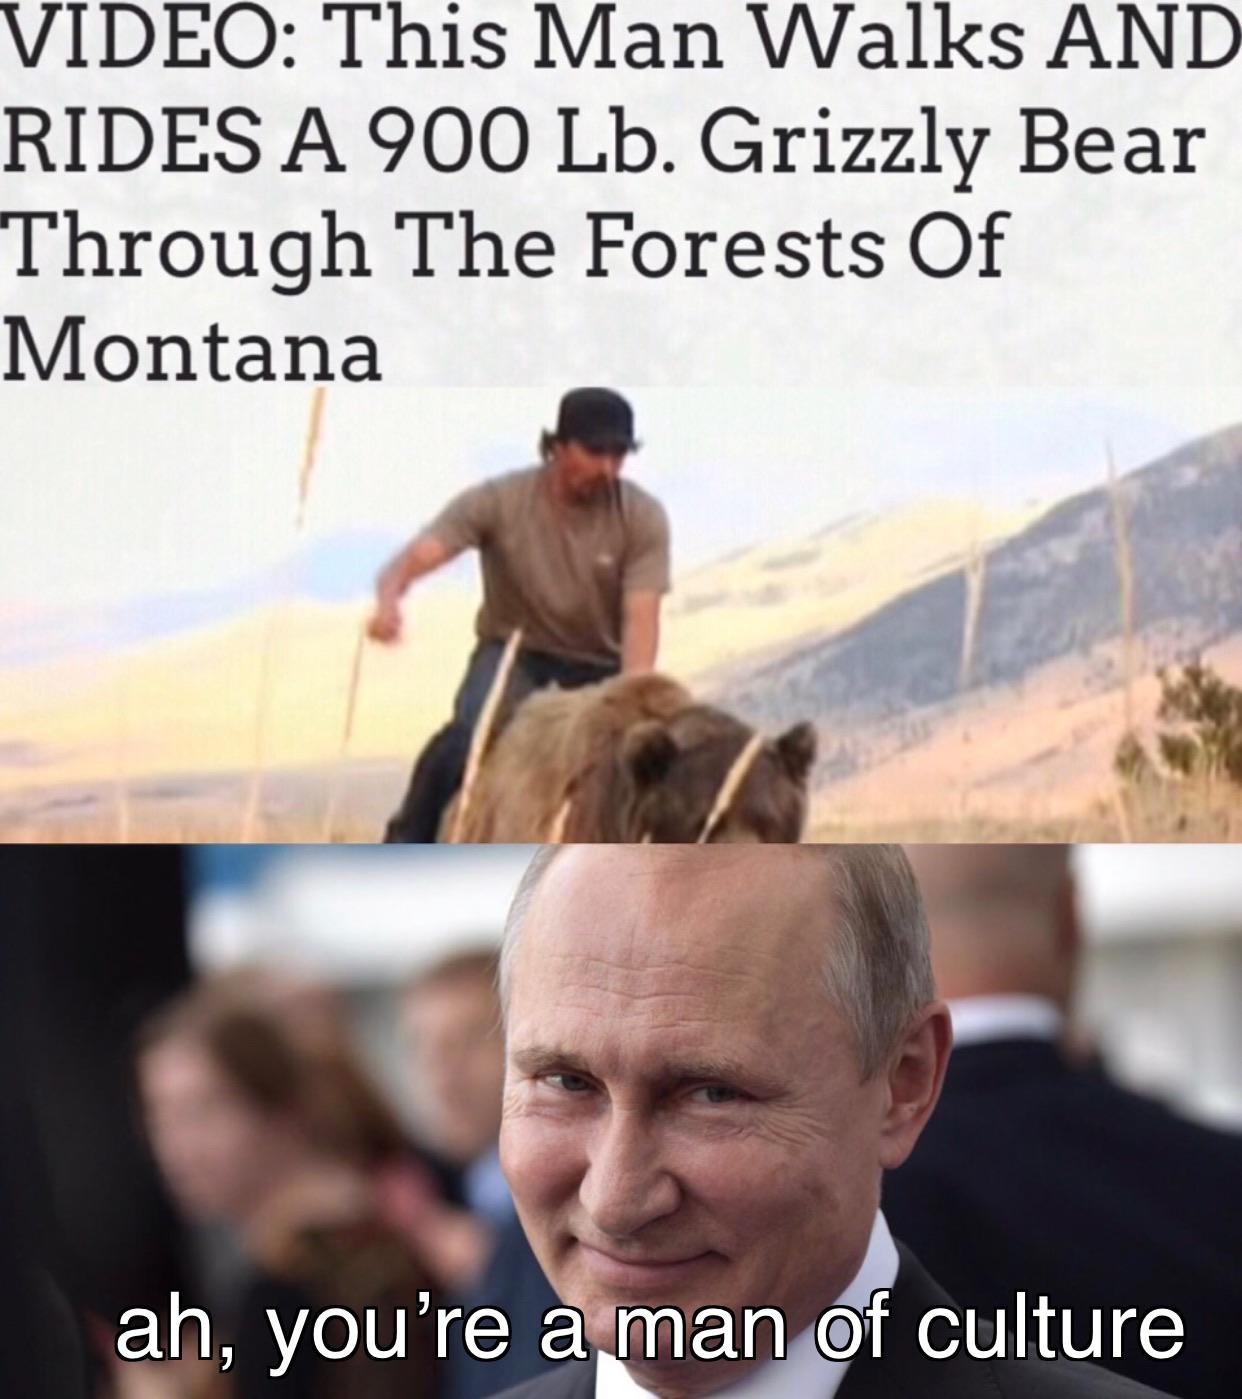 VIDEO: This Man Walks AND
RIDES A 900 Lb. Grizzly Bear
Through The Forests Of
Montana
ah, you’re a man of culture